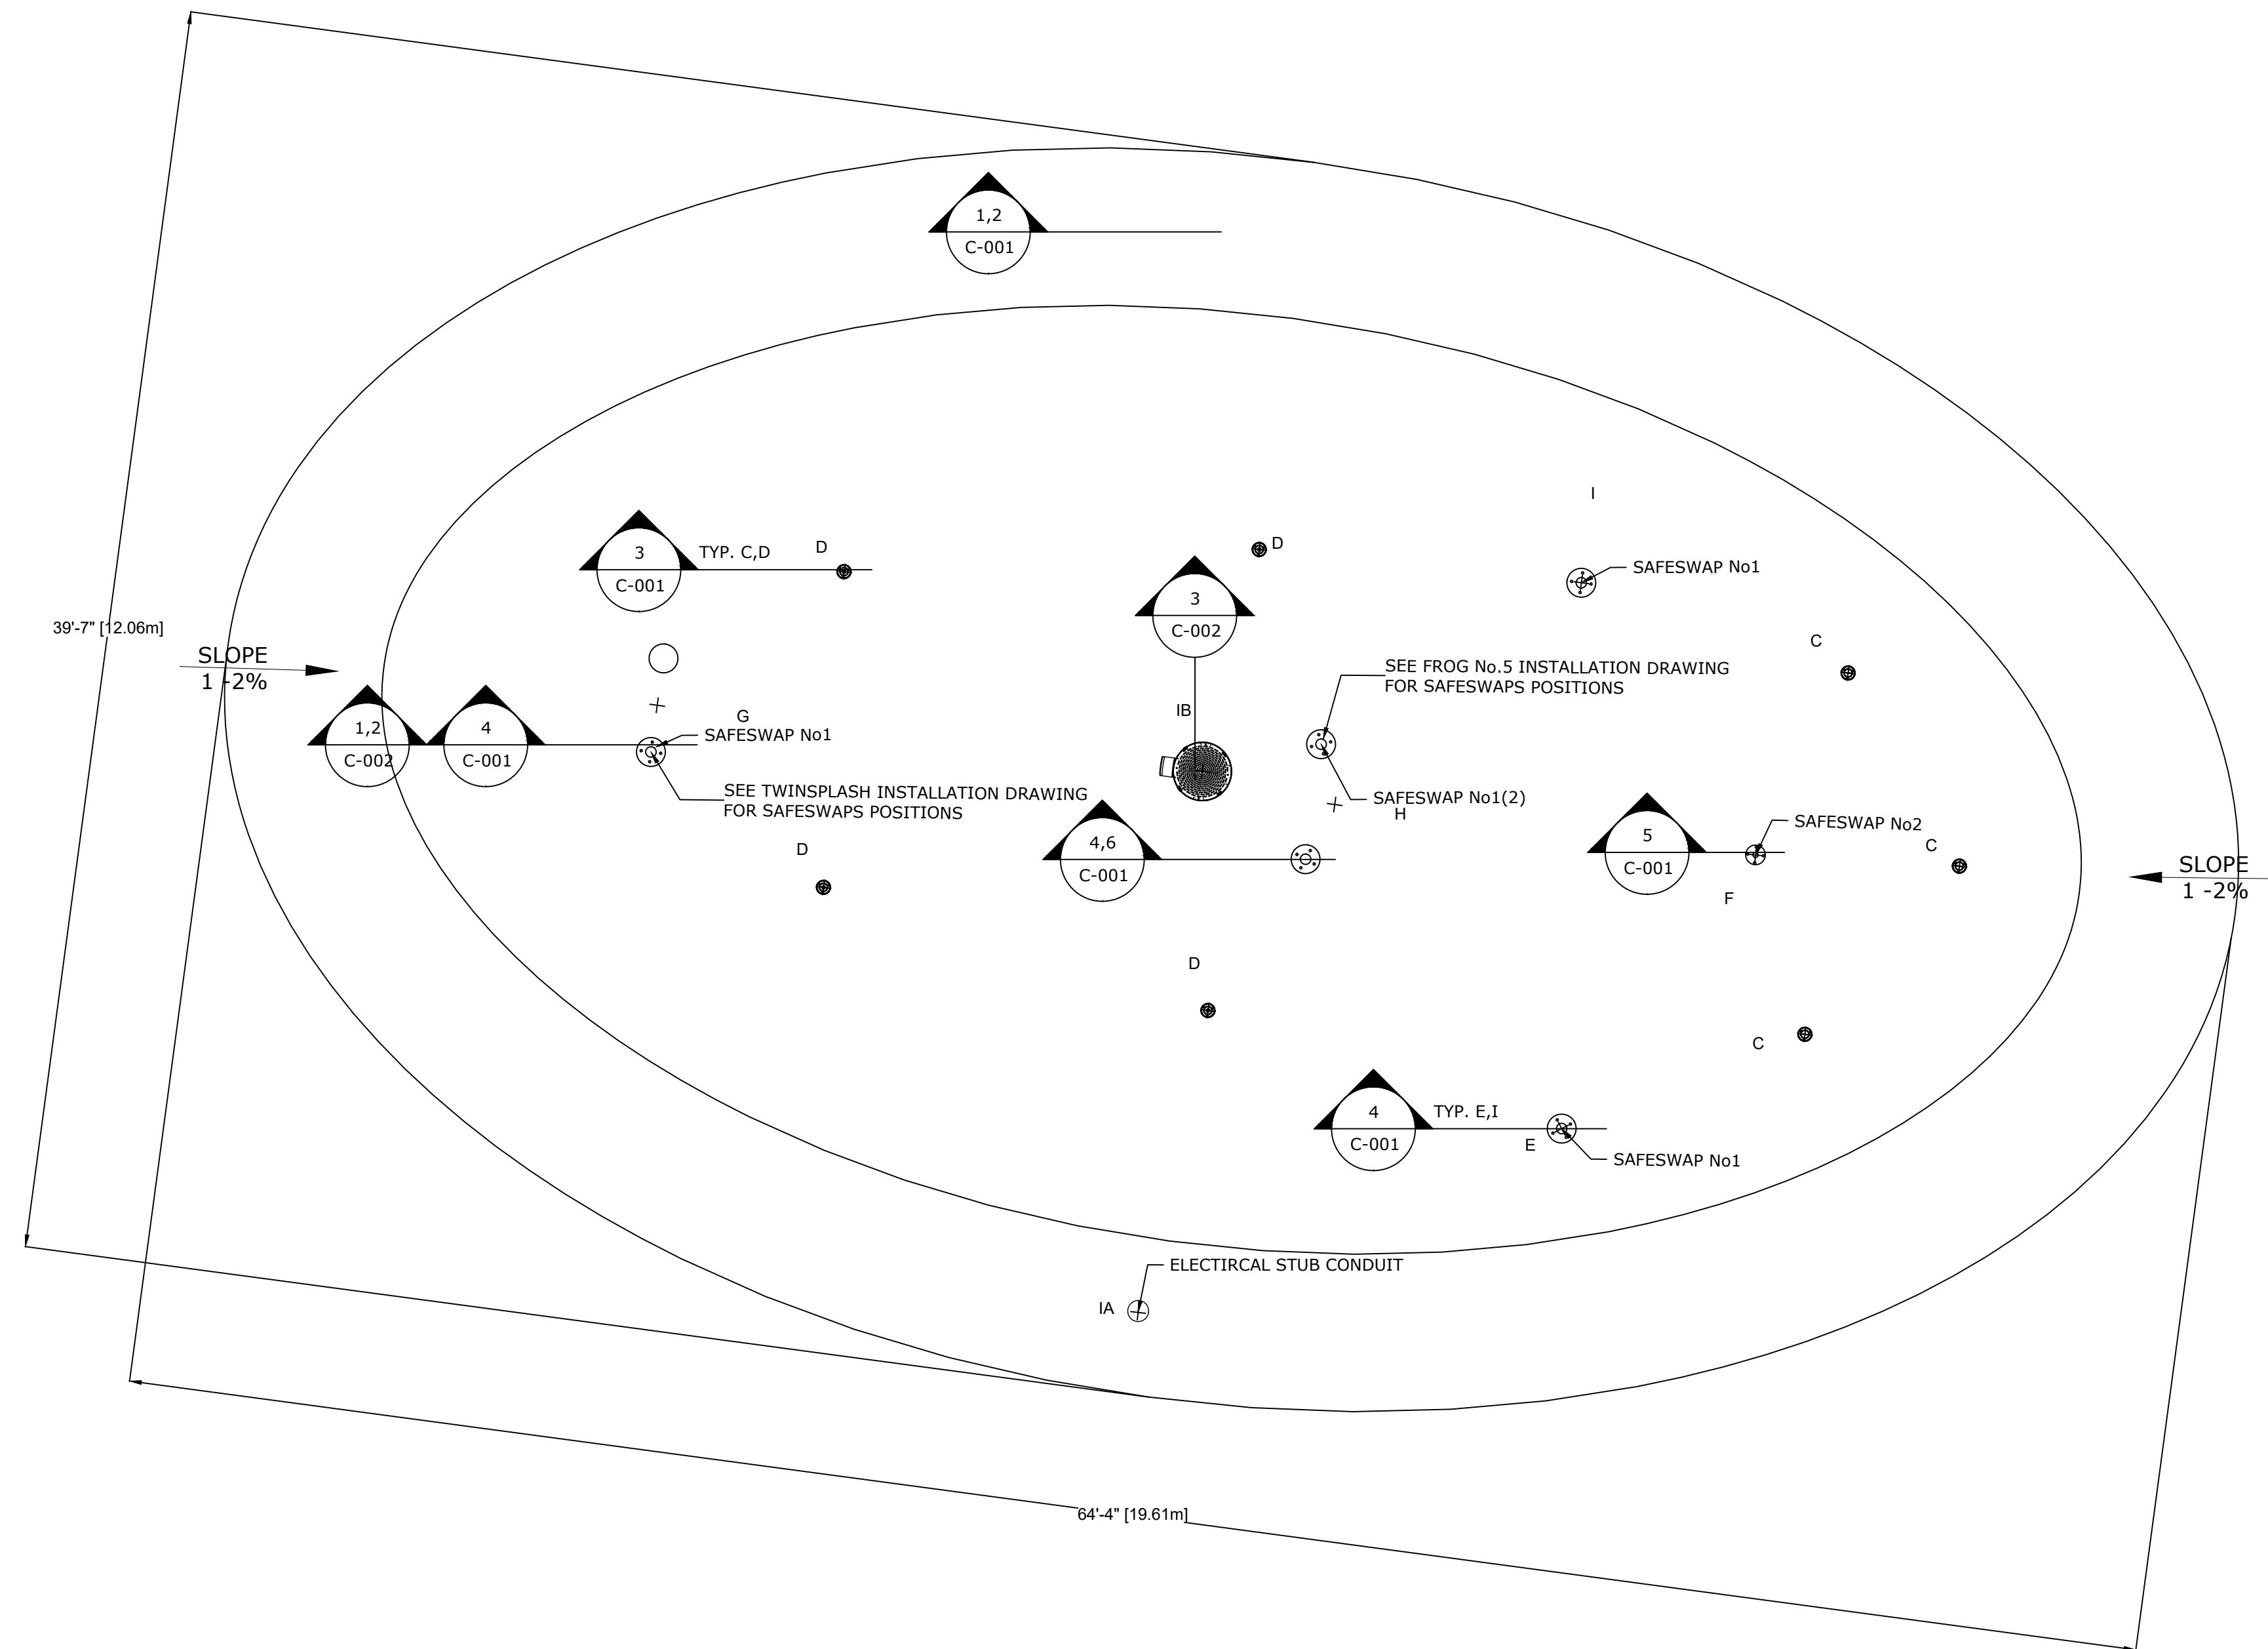 1,2
C-001
I
3
TYP. C,D
D
C-001
D
SAFESWAP No1
3
C-002
39'-7" [12.06m]
SLOPE
1 -2%
C
SEE FROG No.5 INSTALLATION DRAWING
FOR SAFESWAPS POSITIONS
IB
G
SAFESWAP No1
1,2
C-002
4
C-001
SEE TWINSPLASH INSTALLATION DRAWING
FOR SAFESWAPS POSITIONS
SAFESWAP No1(2)
H
4,6
C-001
D
5
C-001
SAFESWAP No2
C
F
SLOPE
1 -2%
D
C
4
TYP. E,I
C-001
E
SAFESWAP No1
ELECTIRCAL STUB CONDUIT
IA
64'-4" [19.61m]